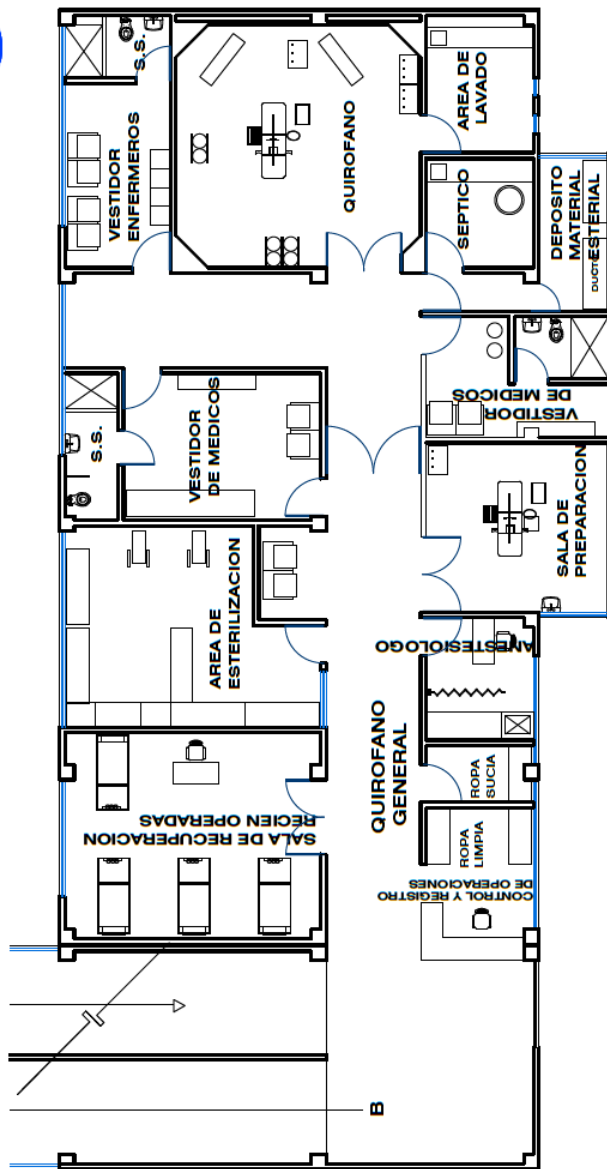 S.S.
VESTIDOR
ENFERMEROS
QUIROFANO
AREA DE
LAVADO
SEPTICO
DEPOSITO
MATERIAL
ESTERIAL
DUCTO
VESTIDOR
DE MEDICOS
S.S.
VESTIDOR
DE MEDICOS
SALA DE
PREPARACION
AREA DE
ESTERILIZACION
ANESTESIOLOGO
QUIROFANO
GENERAL
ROPA
SUCIA
ROPA
LIMPIA
SALA DE RECUPERACION
RECIEN OPERADAS
CONTROL Y REGISTRO
DE OPERACIONES
B